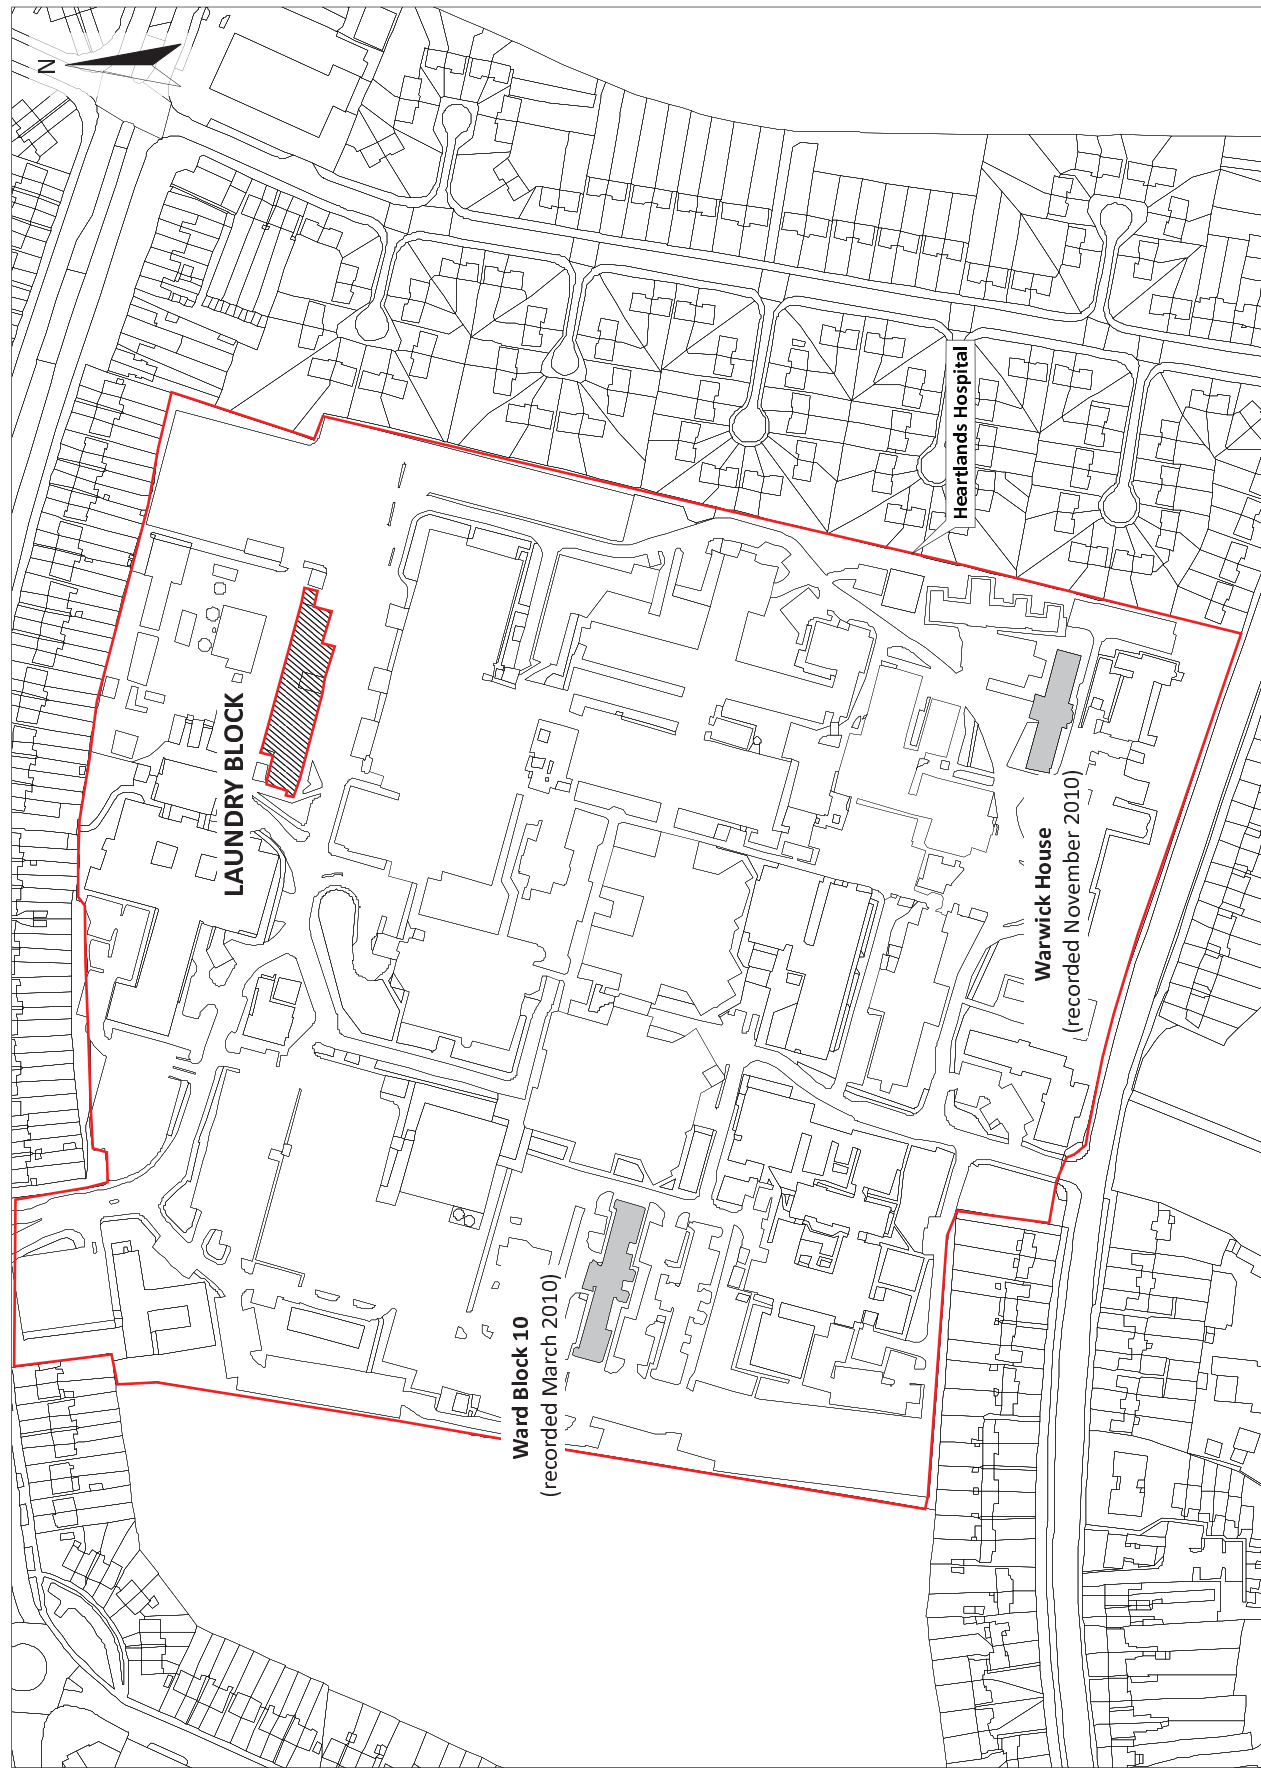 N
LAUNDRY BLOCK
Heartlands Hospital
Ward Block 10
(recorded March 2010)
Warwick House
(recorded November 2010)